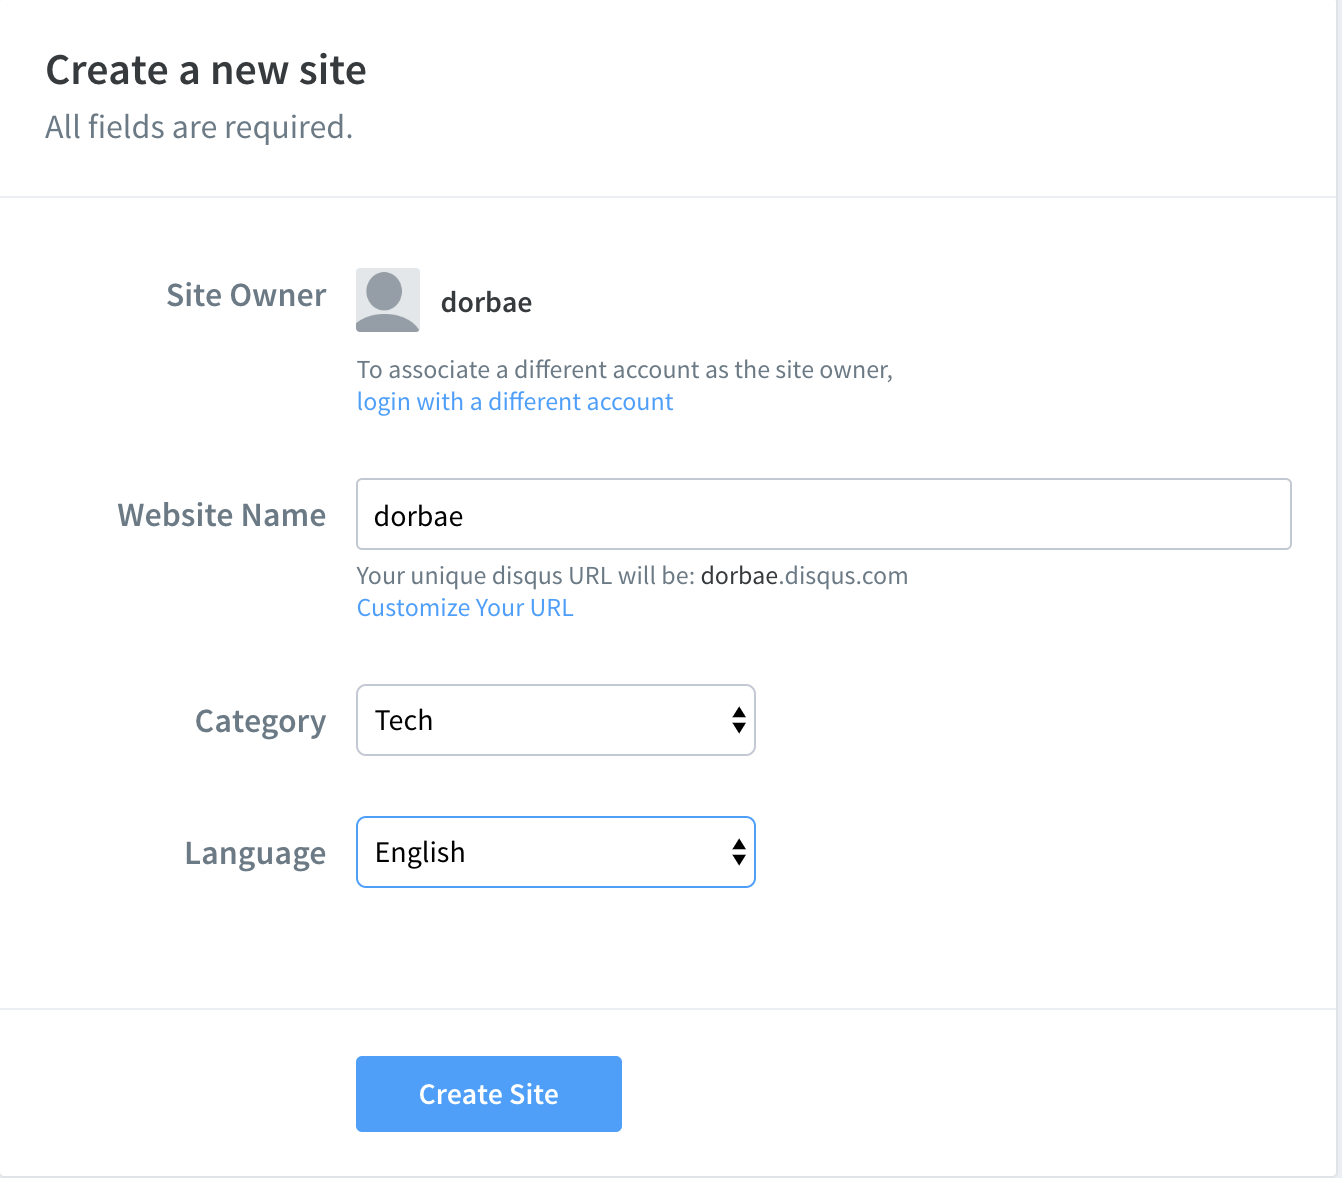 Create a new site
All fields are required.
Site Owner
dorbae
To associate a different account as the site owner,
login with a different account
Website Name
dorbae
Your unique disqus URL will be: dorbae.disqus.com
Customize Your URL
Category
Tech
Language
English
Create Site